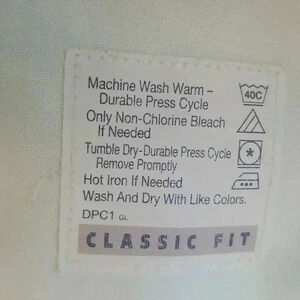 Machine Wash Warm –
Durable Press Cycle
40C
Only Non-Chlorine Bleach
If Needed
Tumble Dry-Durable Press Cycle
Remove Promptly
Hot Iron If Needed
Wash And Dry With Like Colors.
DPC1 GL
CLASSIC FIT